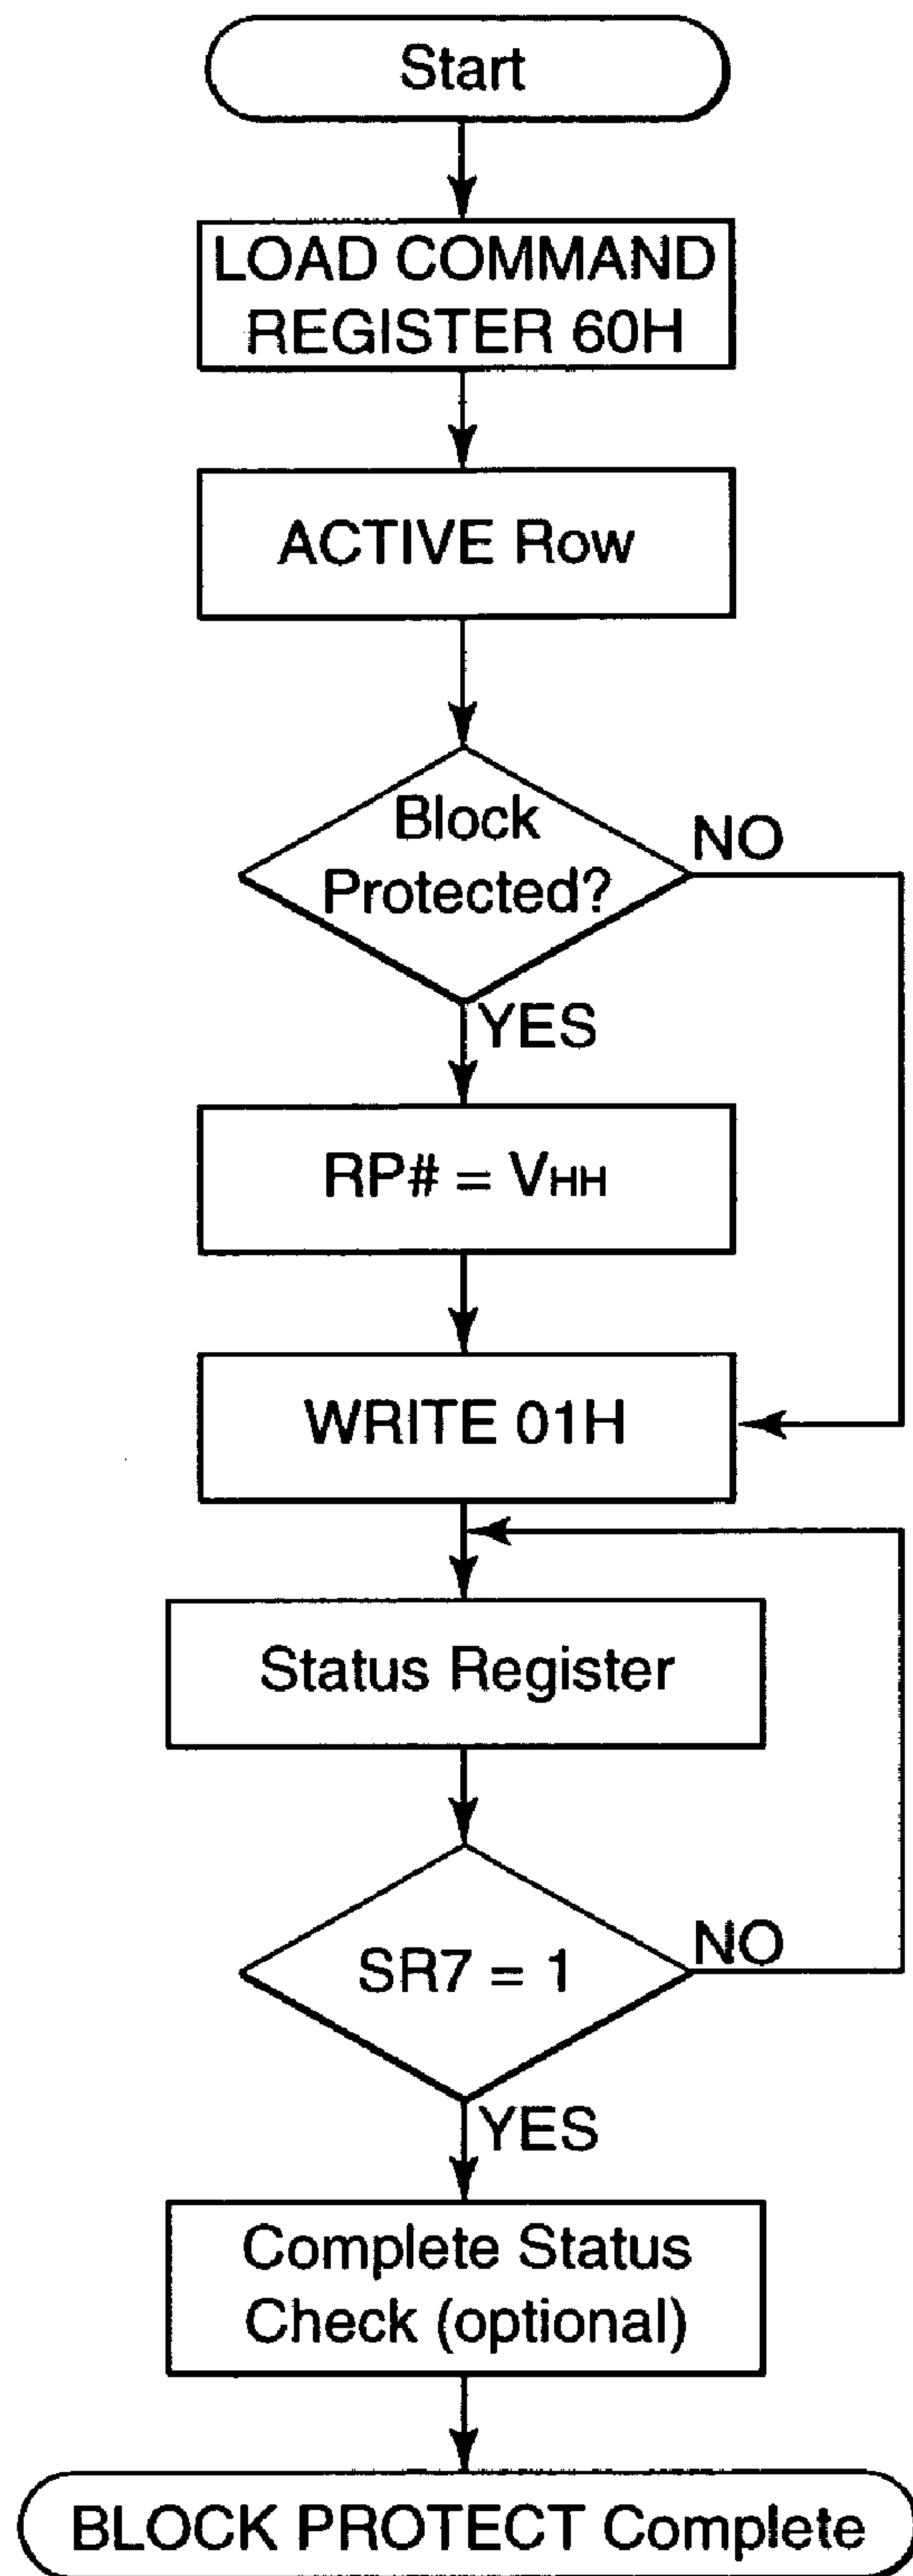 Start
LOAD COMMAND
REGISTER 60H
ACTIVE Row
Block
Protected?
NO
YES
RP# = VHH
WRITE 01H
Status Register
SR7 = 1
NO
YES
Complete Status
Check (optional)
BLOCK PROTECT Complete